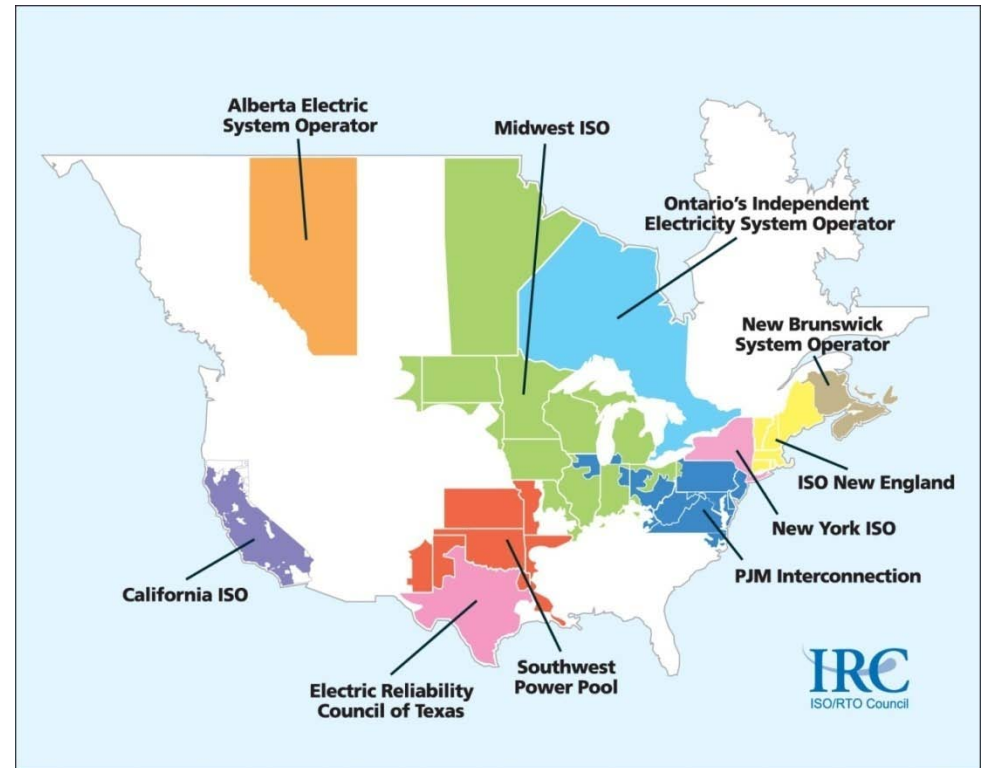 Alberta Electric
System Operator
Midwest ISO
Ontario's Independent
Electricity System Operator
New Brunswick
System Operator
ISO New England
New York ISO
PJM Interconnection
California ISO
Southwest
Power Pool
Electric Reliability
Council of Texas
IRC
ISO/RTO Council